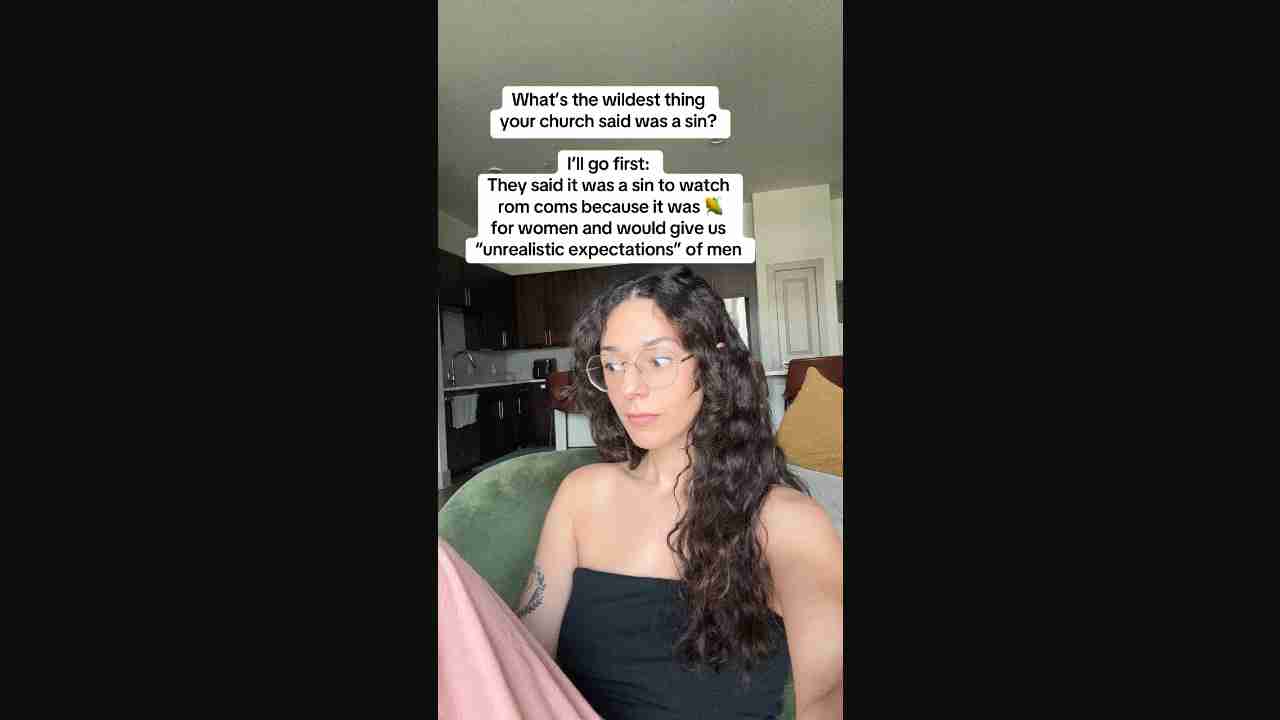 What's the wildest thing
your church said was a sin?
I'll go first:
They said it was a sin to watch
rom coms because it was 🌽
for women and would give us
“unrealistic expectations” of men